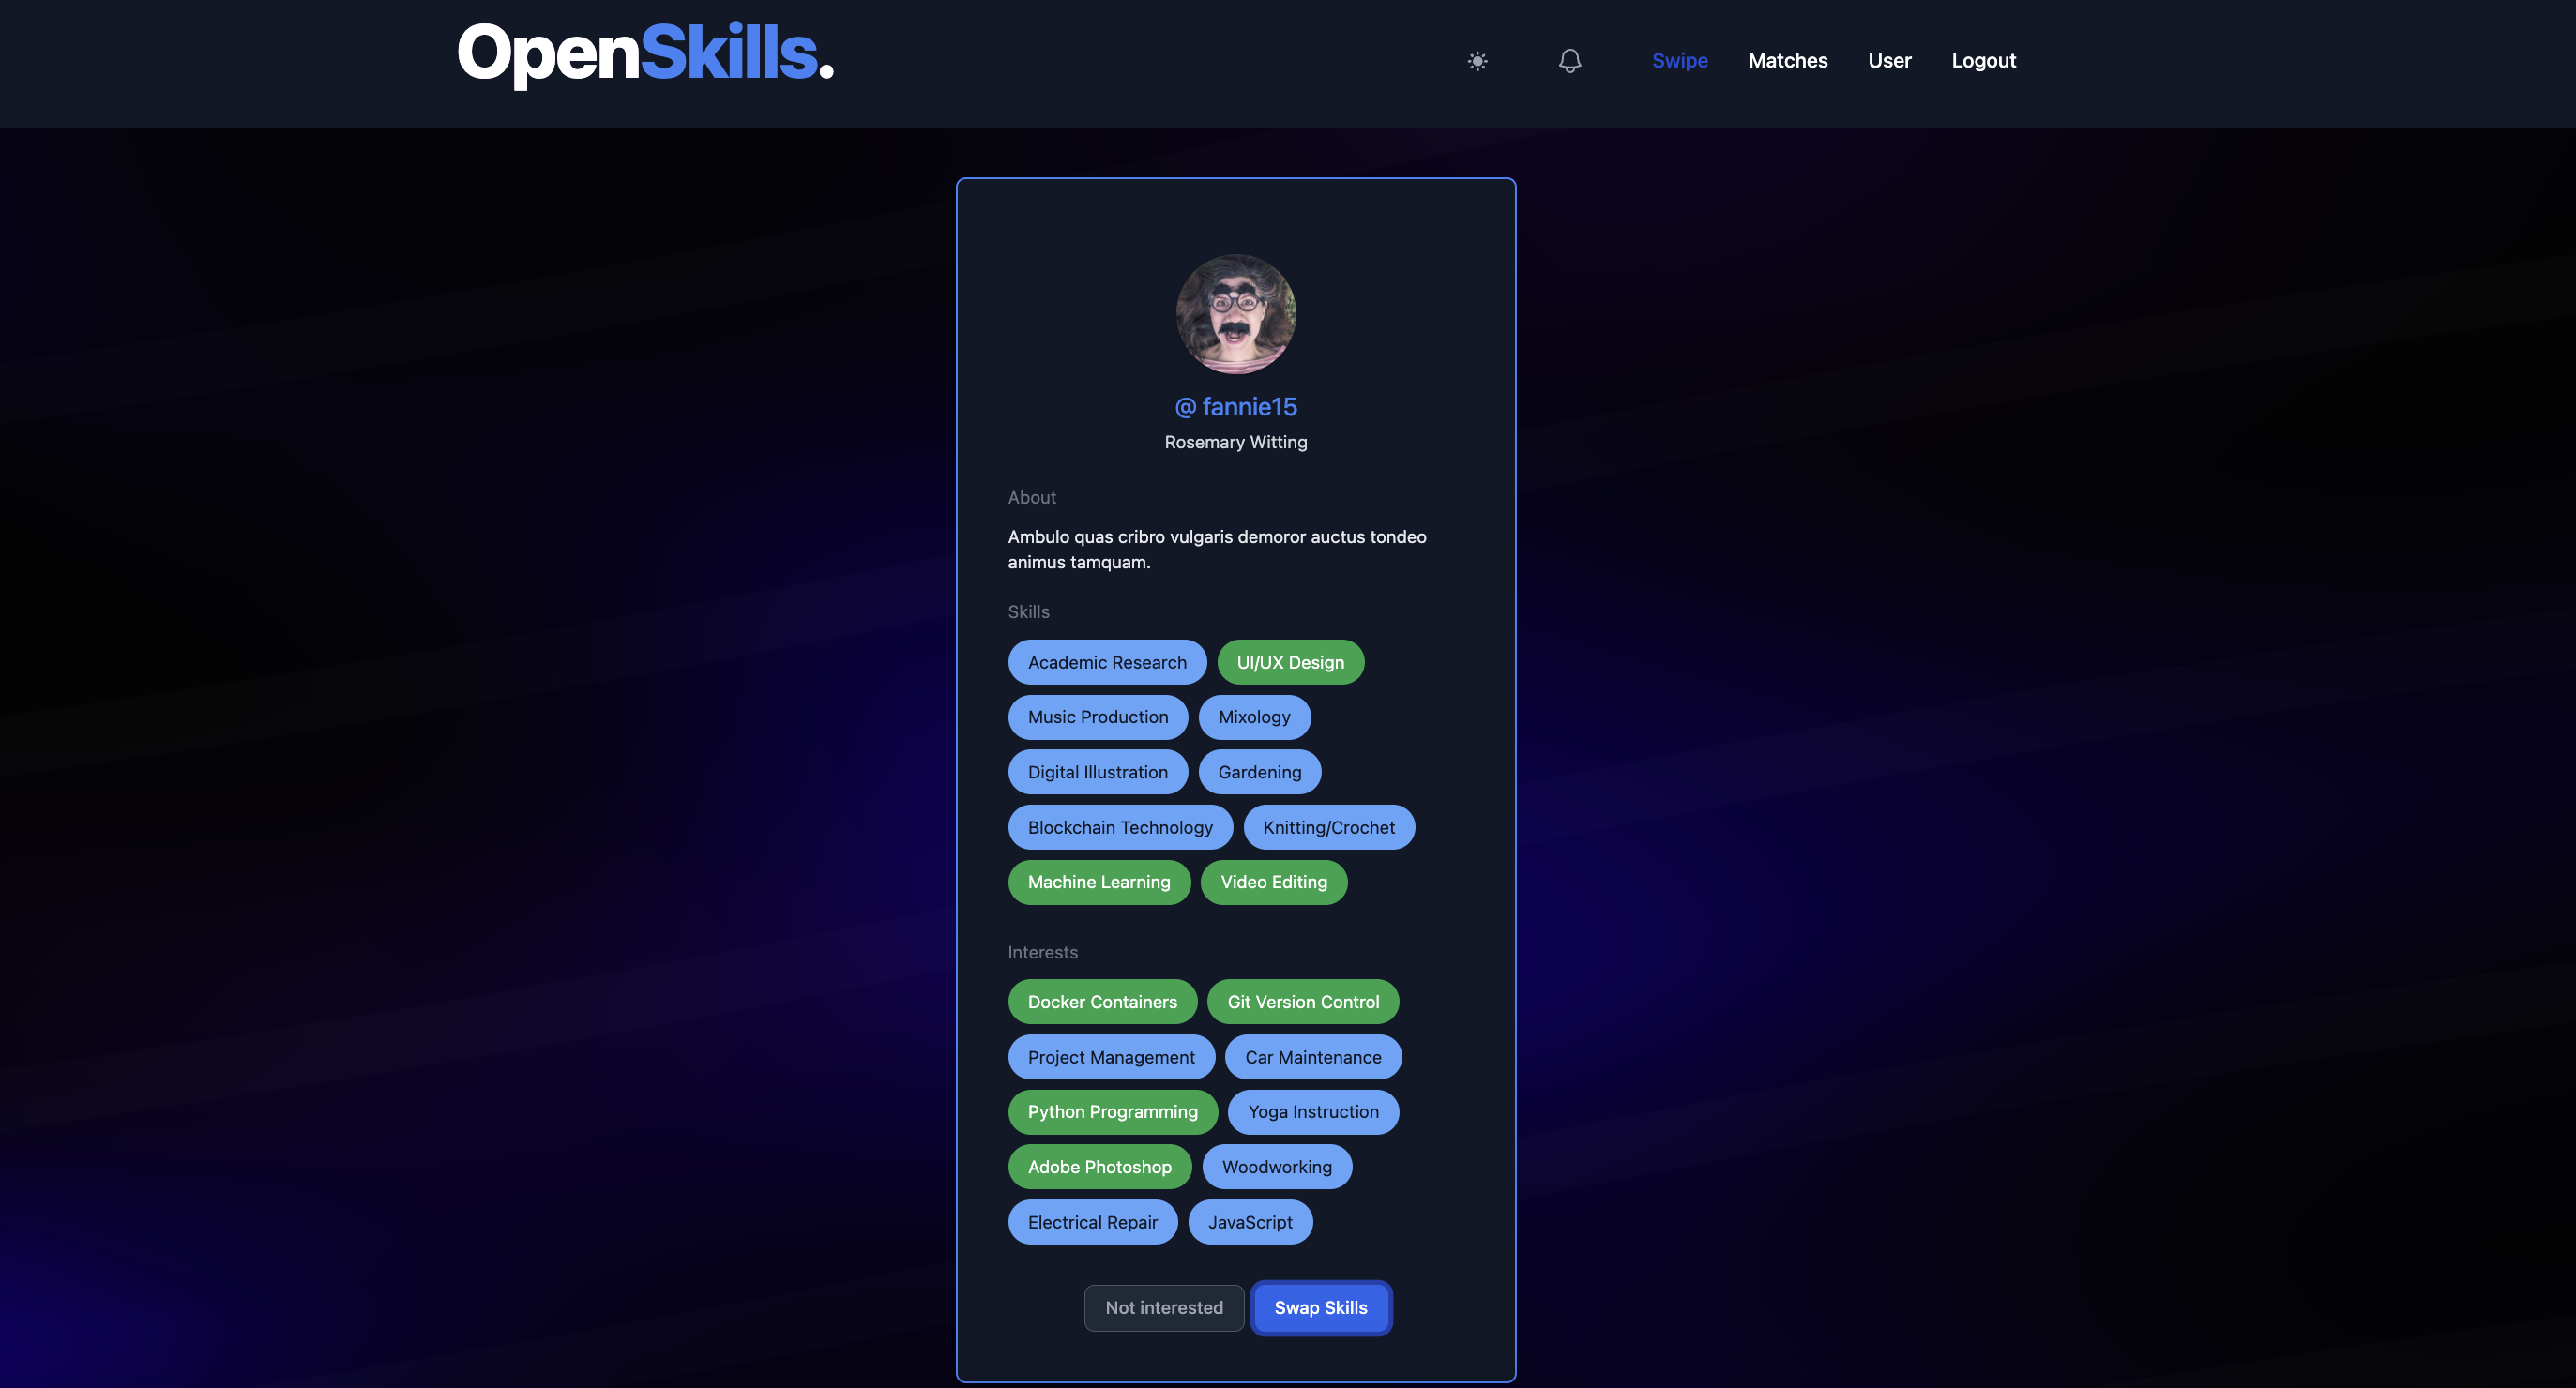 OpenSkills.
Swipe Matches User Logout
@ fannie15
Rosemary Witting
About
Ambulo quas cribro vulgaris demoror auctus tondeo
animus tamquam.
Skills
Academic Research UI/UX Design
Music Production Mixology
Digital Illustration Gardening
Blockchain Technology Knitting/Crochet
Machine Learning Video Editing
Interests
Docker Containers Git Version Control
Project Management Car Maintenance
Python Programming Yoga Instruction
Adobe Photoshop Woodworking
Electrical Repair JavaScript
Not interested Swap Skills